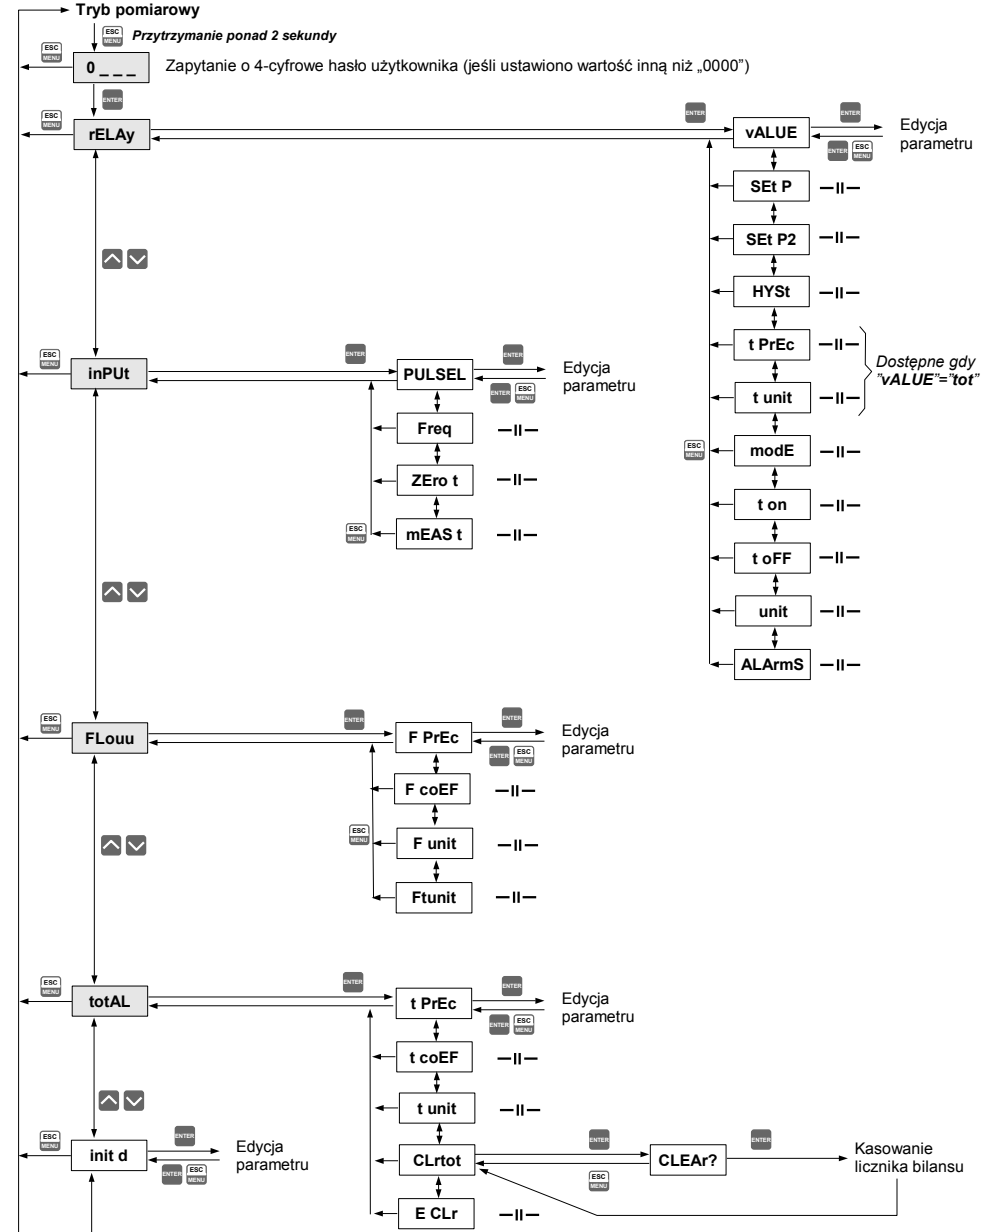 Tryb pomiarowy
ESC
MENU
Przytrzymanie ponad 2 sekundy
ESC
MENU
0 _ _ _
Zapytanie o 4-cyfrowe hasło użytkownika (jeśli ustawiono wartość inną niż „0000”)
ENTER
ESC
MENU
rELAy
ENTER
vALUE
ENTER
ENTER
ESC
MENU
Edycja
parametru
SEt P
—II—
SEt P2
—II—
HYSt
—II—
t PrEc
—II—
t unit
—II—
Dostępne gdy
”vALUE”=”tot”
ESC
MENU
modE
—II—
t on
—II—
t oFF
—II—
unit
—II—
ALArmS
—II—
ESC
MENU
inPUt
ENTER
PULSEL
ENTER
ENTER
ESC
MENU
Edycja
parametru
Freq
—II—
ZEro t
—II—
ESC
MENU
mEAS t
—II—
ESC
MENU
FLouu
ENTER
F PrEc
ENTER
ENTER
ESC
MENU
Edycja
parametru
F coEF
—II—
ESC
MENU
F unit
—II—
Ftunit
—II—
ESC
MENU
totAL
ENTER
t PrEc
ENTER
ENTER
ESC
MENU
Edycja
parametru
t coEF
—II—
t unit
—II—
ESC
MENU
init d
ENTER
ENTER
ESC
MENU
Edycja
parametru
CLrtot
ENTER
ESC
MENU
CLEAr?
ENTER
Kasowanie
licznika bilansu
E CLr
—II—